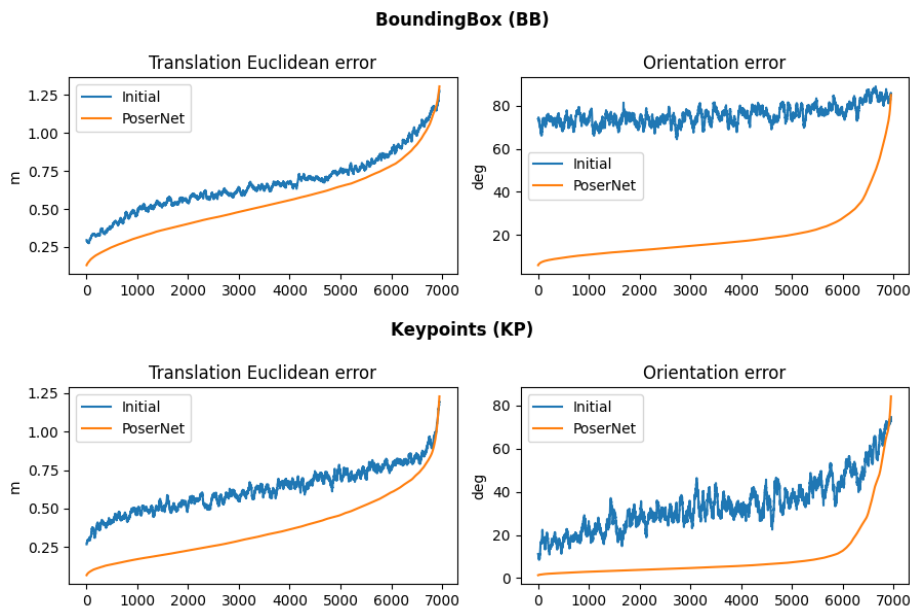 BoundingBox (BB)
Translation Euclidean error
Orientation error
1.25
1.00
0.75
0.50
0.25
m
Initial
PoserNet
0 1000 2000 3000 4000 5000 6000 7000
80
60
40
20
deg
Initial
PoserNet
0 1000 2000 3000 4000 5000 6000 7000
Keypoints (KP)
Translation Euclidean error
Orientation error
1.25
1.00
0.75
0.50
0.25
m
Initial
PoserNet
0 1000 2000 3000 4000 5000 6000 7000
80
60
40
20
0
deg
Initial
PoserNet
0 1000 2000 3000 4000 5000 6000 7000